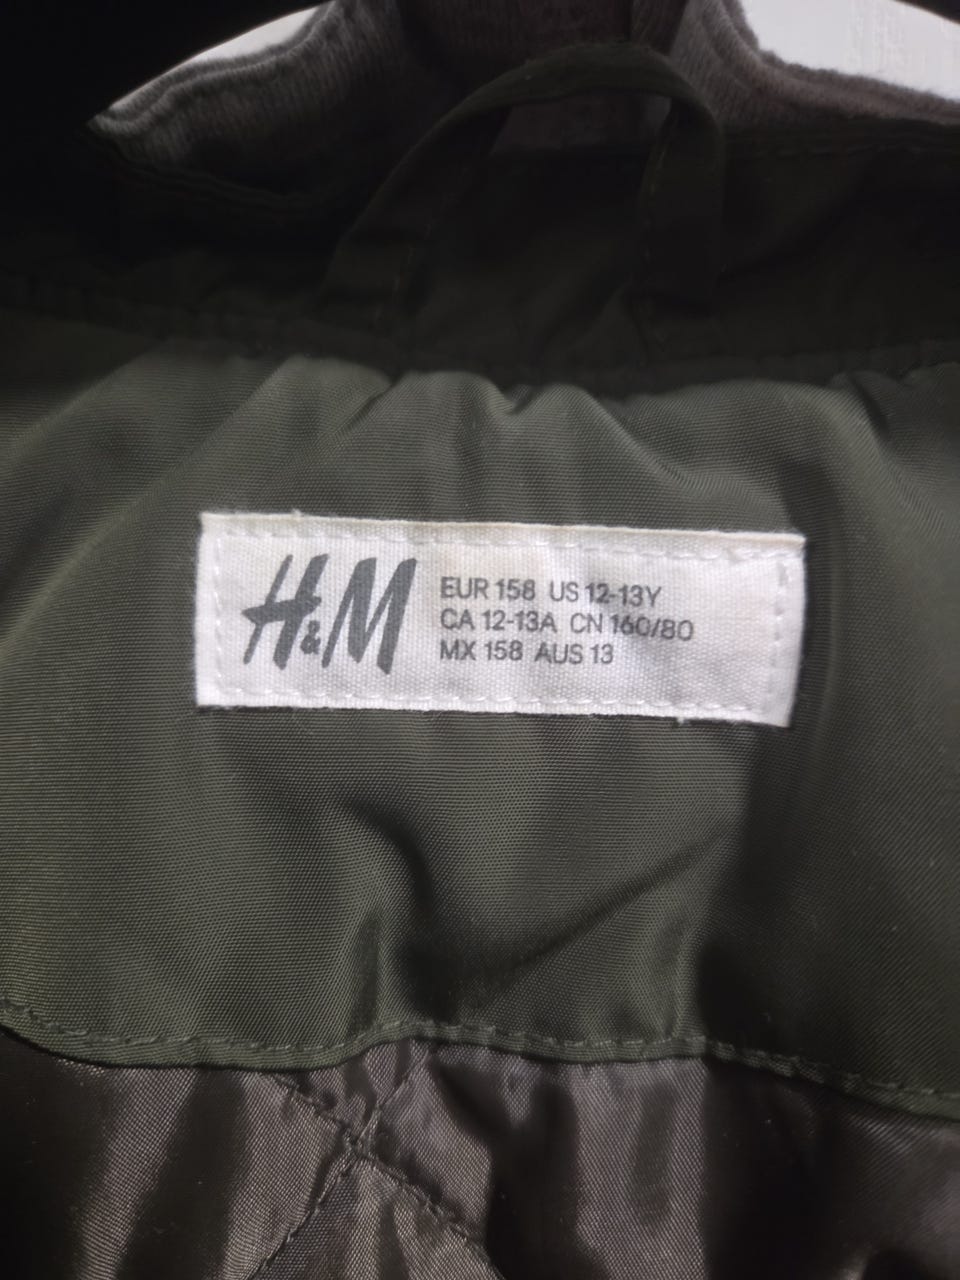 H&M
EUR 158 US 12-13Y
CA 12-13A CN 160/80
MX 158 AUS 13